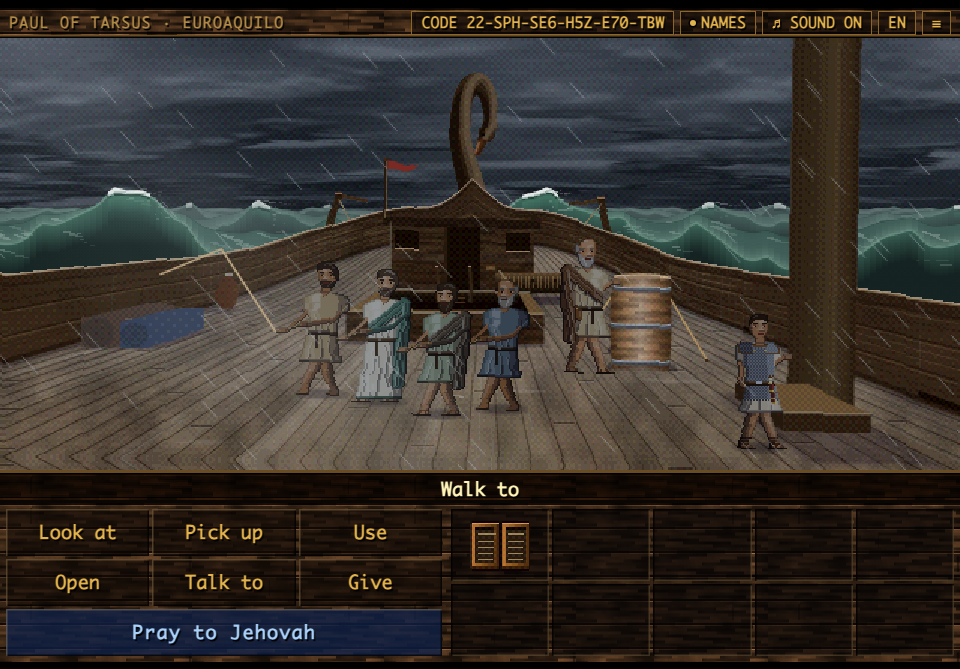 PAUL OF TARSUS · EUROAQUILO
CODE 22-SPH-SE6-H5Z-E70-TBW
• NAMES
♬ SOUND ON
EN
≡
Walk to
Look at
Pick up
Use
Open
Talk to
Give
Pray to Jehovah